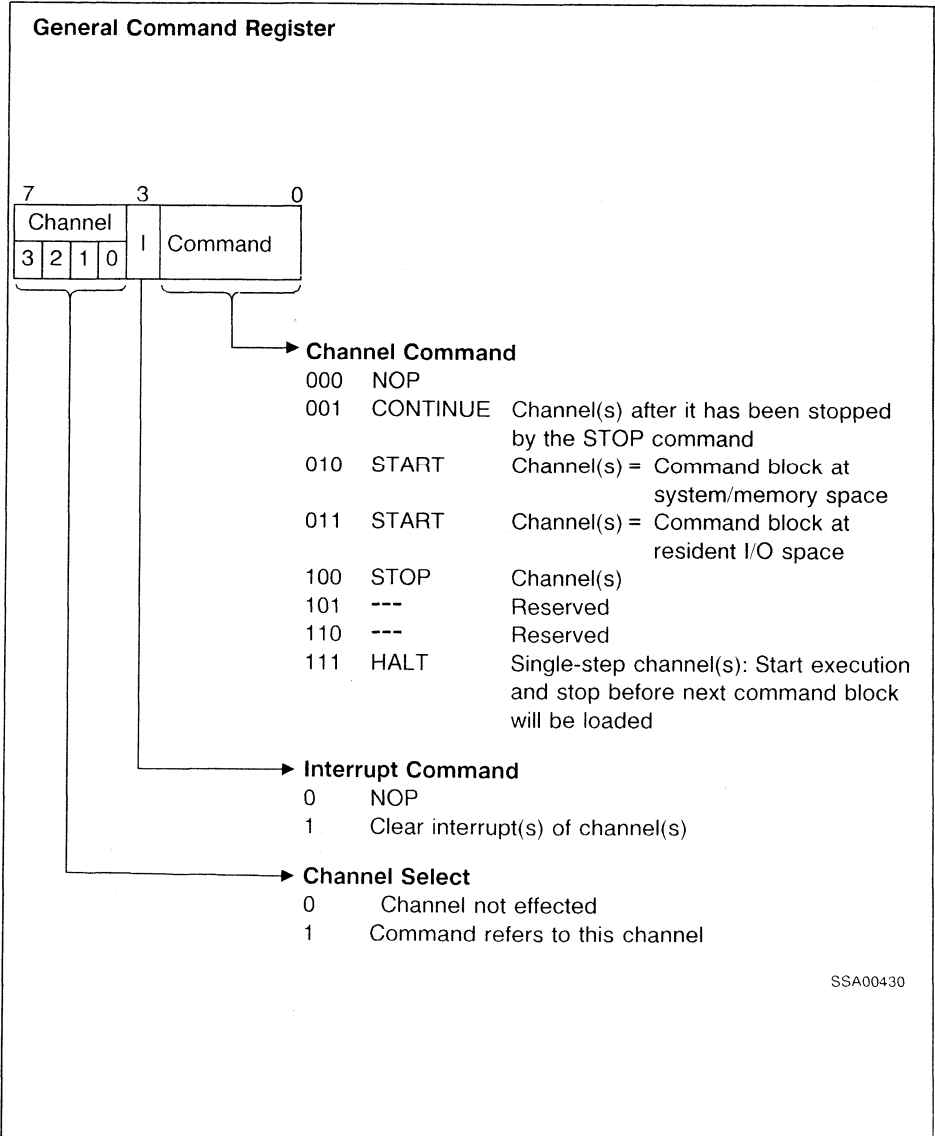 General Command Register
7 3 0
Channel
I Command
3 2 1 0
Channel Command
000 NOP
001 CONTINUE Channel(s) after it has been stopped
by the STOP command
010 START Channel(s) = Command block at
system/memory space
011 START Channel(s) = Command block at
resident I/O space
100 STOP Channel(s)
101 --- Reserved
110 --- Reserved
111 HALT Single-step channel(s): Start execution
and stop before next command block
will be loaded
Interrupt Command
0 NOP
1 Clear interrupt(s) of channel(s)
Channel Select
0 Channel not effected
1 Command refers to this channel
SSA00430